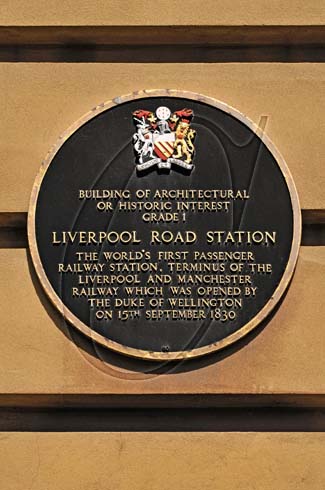 BUILDING OF ARCHITECTURAL
OR HISTORIC INTEREST
GRADE 1
LIVERPOOL ROAD STATION
THE WORLD'S FIRST PASSENGER
RAILWAY STATION, TERMINUS OF THE
LIVERPOOL AND MANCHESTER
RAILWAY WHICH WAS OPENED BY
THE DUKE OF WELLINGTON
ON 15TH SEPTEMBER 1830